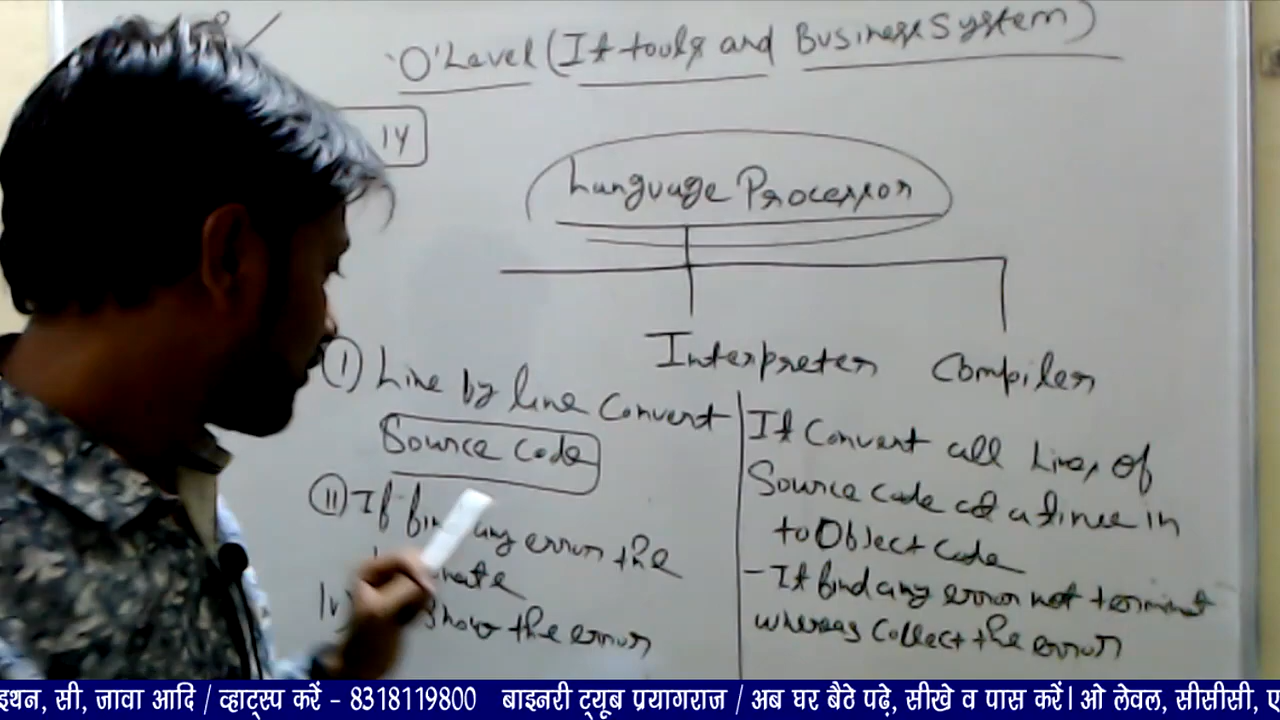 O'Level (It tools and Business System)
14
Language Processor
Interpreter Compiler
(I) Line by line Convert
Source Code
(II) If find any error the
Show the error
It Convert all Lines of
Source code at a time in
to Object Code
- It find any error not terminat
whereas Collect the error
इथन, सी, जावा आदि / व्हाट्स्प करें - 8318119800 बाइनरी ट्यूब प्रयागराज / अब घर बैठे पढ़े, सीखे व पास करें। ओ लेवल, सीसीसी, ए